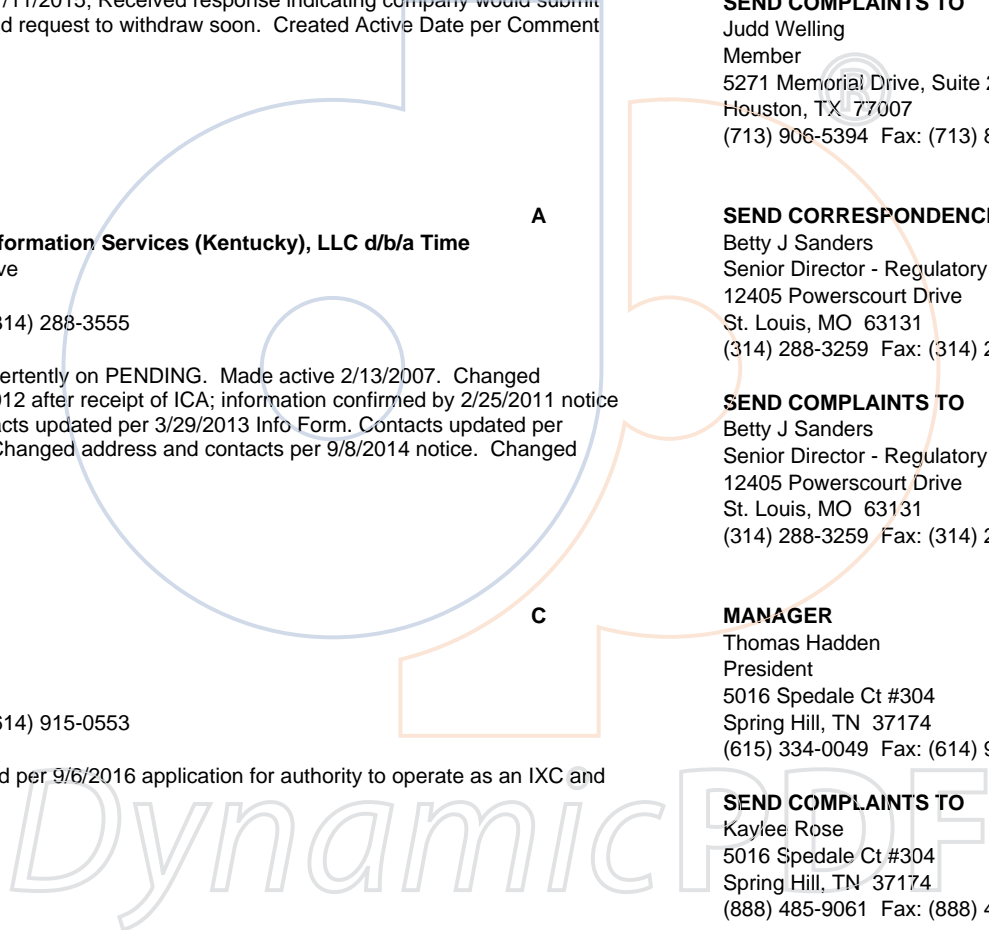 /11/2015; Received response indicating company would submit
d request to withdraw soon. Created Active Date per Comment
SEND COMPLAINTS TO
Judd Welling
Member
5271 Memorial Drive, Suite
Houston, TX 77007
(713) 906-5394 Fax: (713)
A
formation Services (Kentucky), LLC d/b/a Time
ve
314) 288-3555
vertently on PENDING. Made active 2/13/2007. Changed
012 after receipt of ICA; information confirmed by 2/25/2011 notice
acts updated per 3/29/2013 Info Form. Contacts updated per
Changed address and contacts per 9/8/2014 notice. Changed
SEND CORRESPONDENC
Betty J Sanders
Senior Director - Regulatory
12405 Powerscourt Drive
St. Louis, MO 63131
(314) 288-3259 Fax: (314) 2
SEND COMPLAINTS TO
Betty J Sanders
Senior Director - Regulatory
12405 Powerscourt Drive
St. Louis, MO 63131
(314) 288-3259 Fax: (314) 2
C
614) 915-0553
d per 9/6/2016 application for authority to operate as an IXC and
MANAGER
Thomas Hadden
President
5016 Spedale Ct #304
Spring Hill, TN 37174
(615) 334-0049 Fax: (614) 9
SEND COMPLAINTS TO
Kaylee Rose
5016 Spedale Ct #304
Spring Hill, TN 37174
(888) 485-9061 Fax: (888) 4
DynamicPDF
®